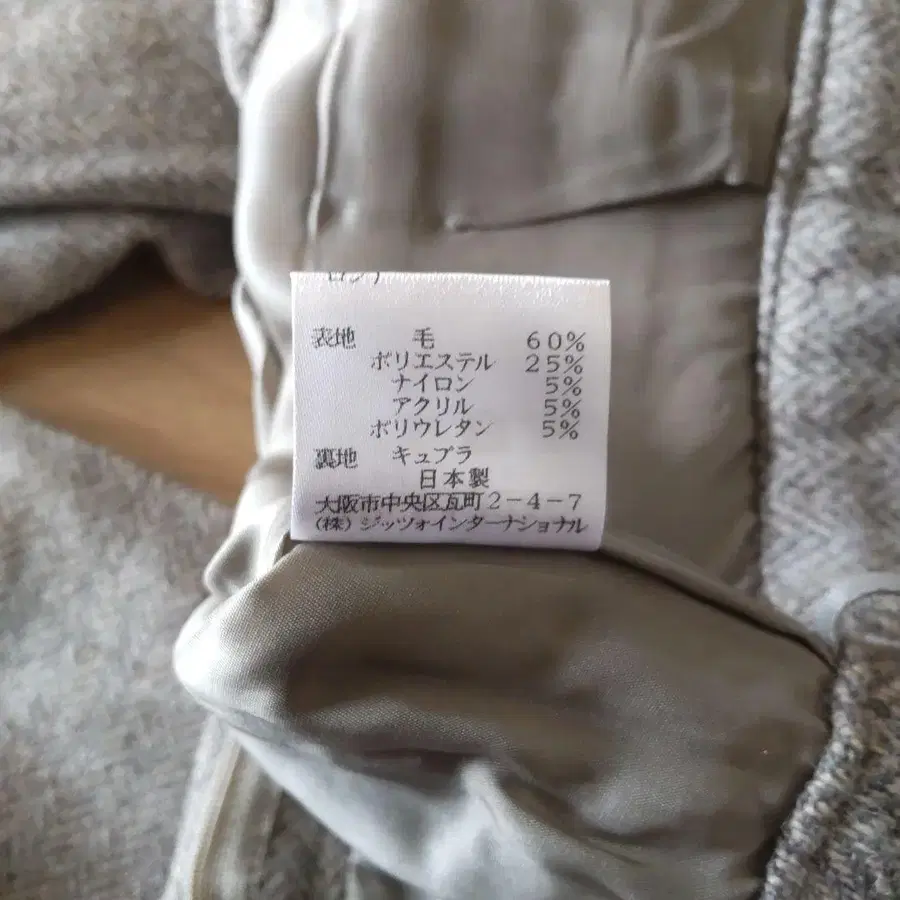 表地 毛 60%
ポリエステル 25%
ナイロン 5%
アクリル 5%
ポリウレタン 5%
裏地 キュプラ
日本製
大阪市中央区瓦町2-4-7
(株)ジッツォインターナショナル